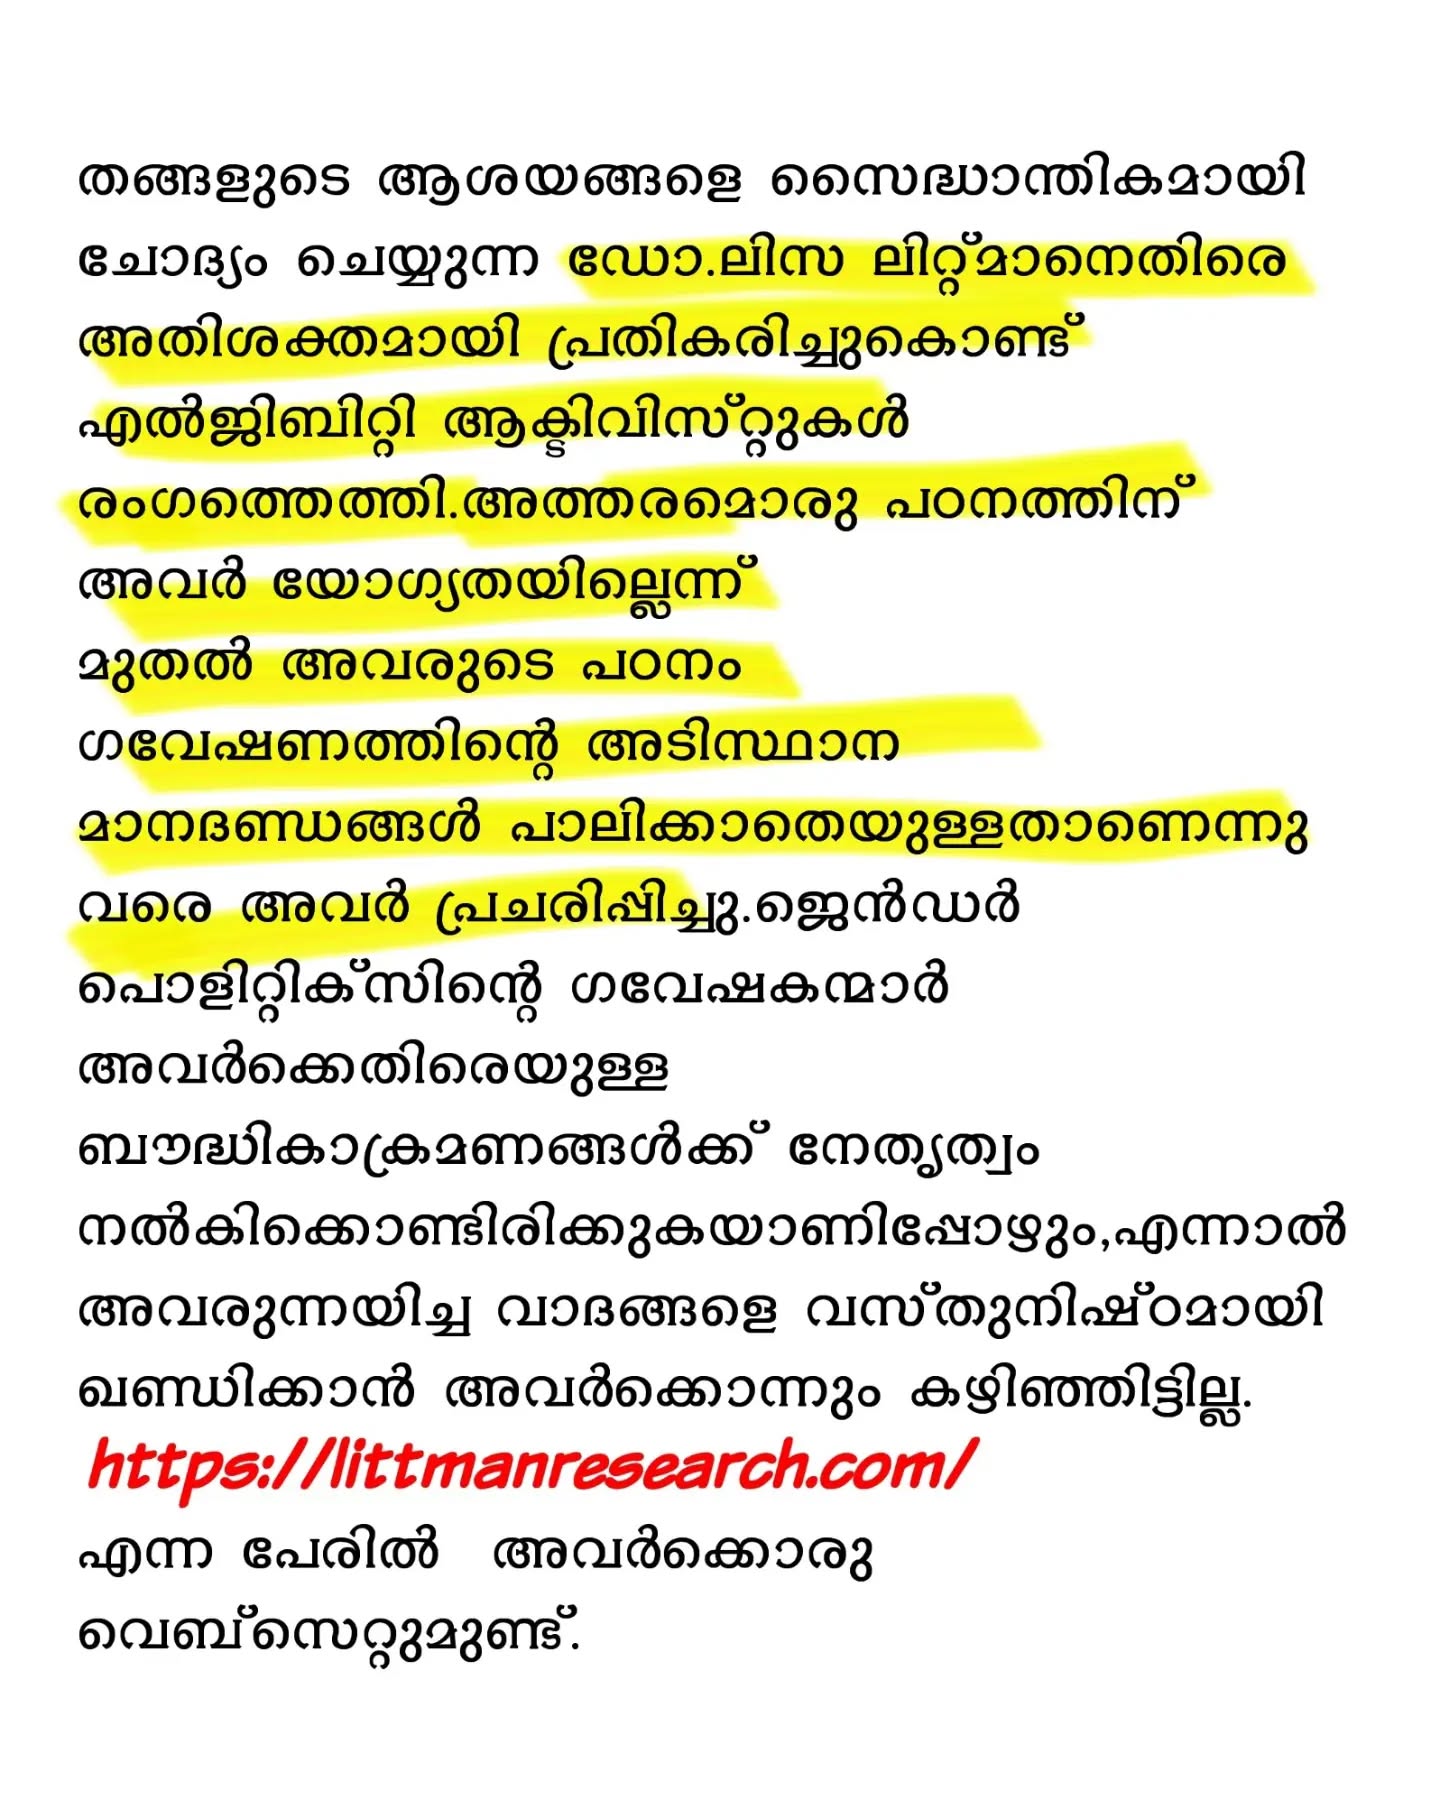 തങ്ങളുടെ ആശയങ്ങളെ സൈദ്ധാന്തികമായി
ചോദ്യം ചെയ്യുന്ന ഡോ.ലിസ ലിറ്റ്മാനെതിരെ
അതിശക്തമായി പ്രതികരിച്ചുകൊണ്ട്
എൽജിബിറ്റി ആക്ടിവിസ്റ്റുകൾ
രംഗത്തെത്തി.അത്തരമൊരു പഠനത്തിന്
അവർ യോഗ്യതയില്ലെന്ന്
മുതൽ അവരുടെ പഠനം
ഗവേഷണത്തിന്റെ അടിസ്ഥാന
മാനദണ്ഡങ്ങൾ പാലിക്കാതെയുള്ളതാണെന്നു
വരെ അവർ പ്രചരിപ്പിച്ചു.ജെൻഡർ
പൊളിറ്റിക്സിന്റെ ഗവേഷകന്മാർ
അവർക്കെതിരെയുള്ള
ബൗദ്ധികാക്രമണങ്ങൾക്ക് നേതൃത്വം
നൽകിക്കൊണ്ടിരിക്കുകയാണിപ്പോഴും,എന്നാൽ
അവരുന്നയിച്ച വാദങ്ങളെ വസ്തുനിഷ്ഠമായി
ഖണ്ഡിക്കാൻ അവർക്കൊന്നും കഴിഞ്ഞിട്ടില്ല.
https://littmanresearch.com/
എന്ന പേരിൽ അവർക്കൊരു
വെബ്സെറ്റുമുണ്ട്.